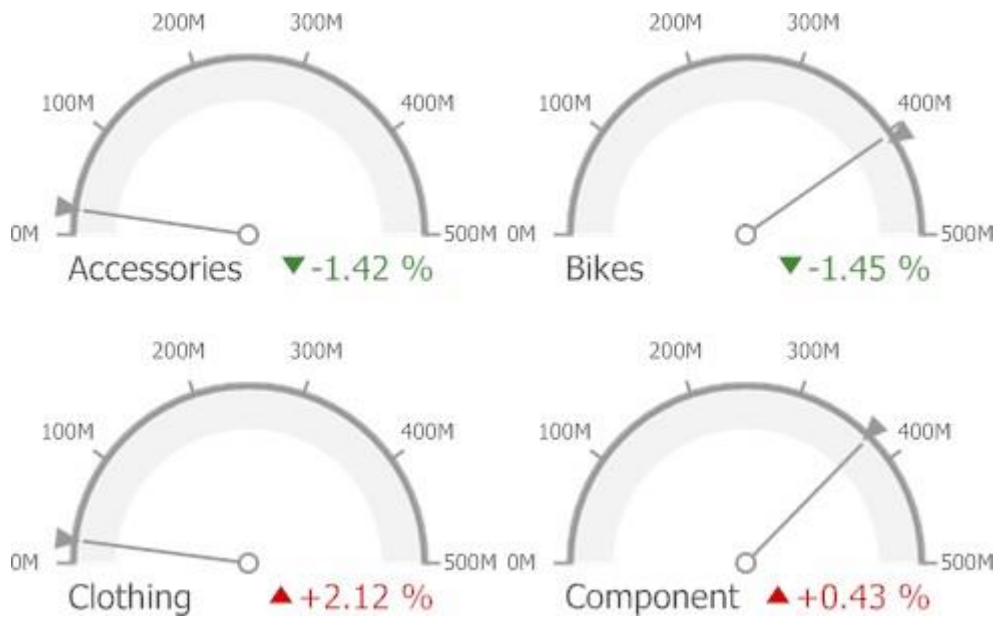 200M 300M 200M 300M
100M 400M 100M 400M
0M 500M 0M 500M
Accessories ▼-1.42 % Bikes ▼-1.45 %
200M 300M 200M 300M
100M 400M 100M 400M
0M 500M 0M 500M
Clothing ▲+2.12 % Component ▲+0.43 %